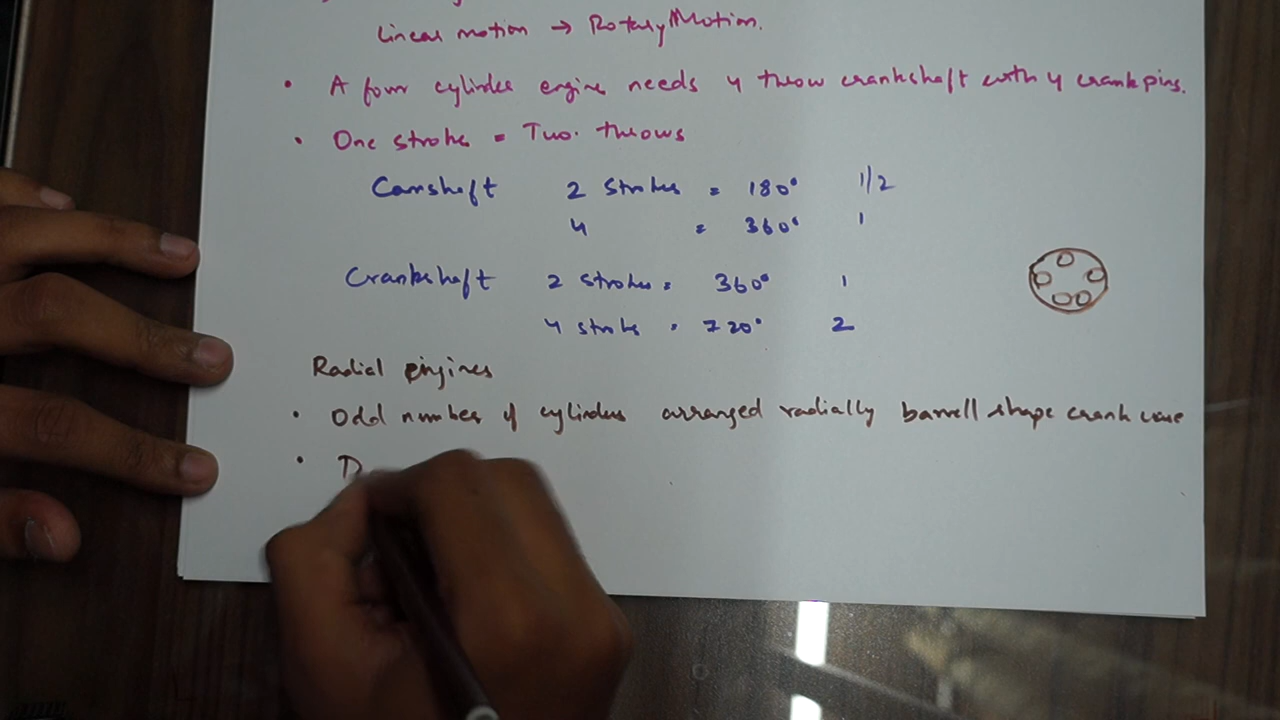 Linear motion → Rotary Motion.
• A four cylinder engine needs 4 throw crankshaft with 4 crankpins.
• One stroke = Two throws
Camshaft 2 strokes = 180° 1/2
4 = 360° 1
Crankshaft 2 strokes = 360° 1
4 stroke = 720° 2
Radial engines
• Odd number of cylinders arranged radially barrell shape crank case
•